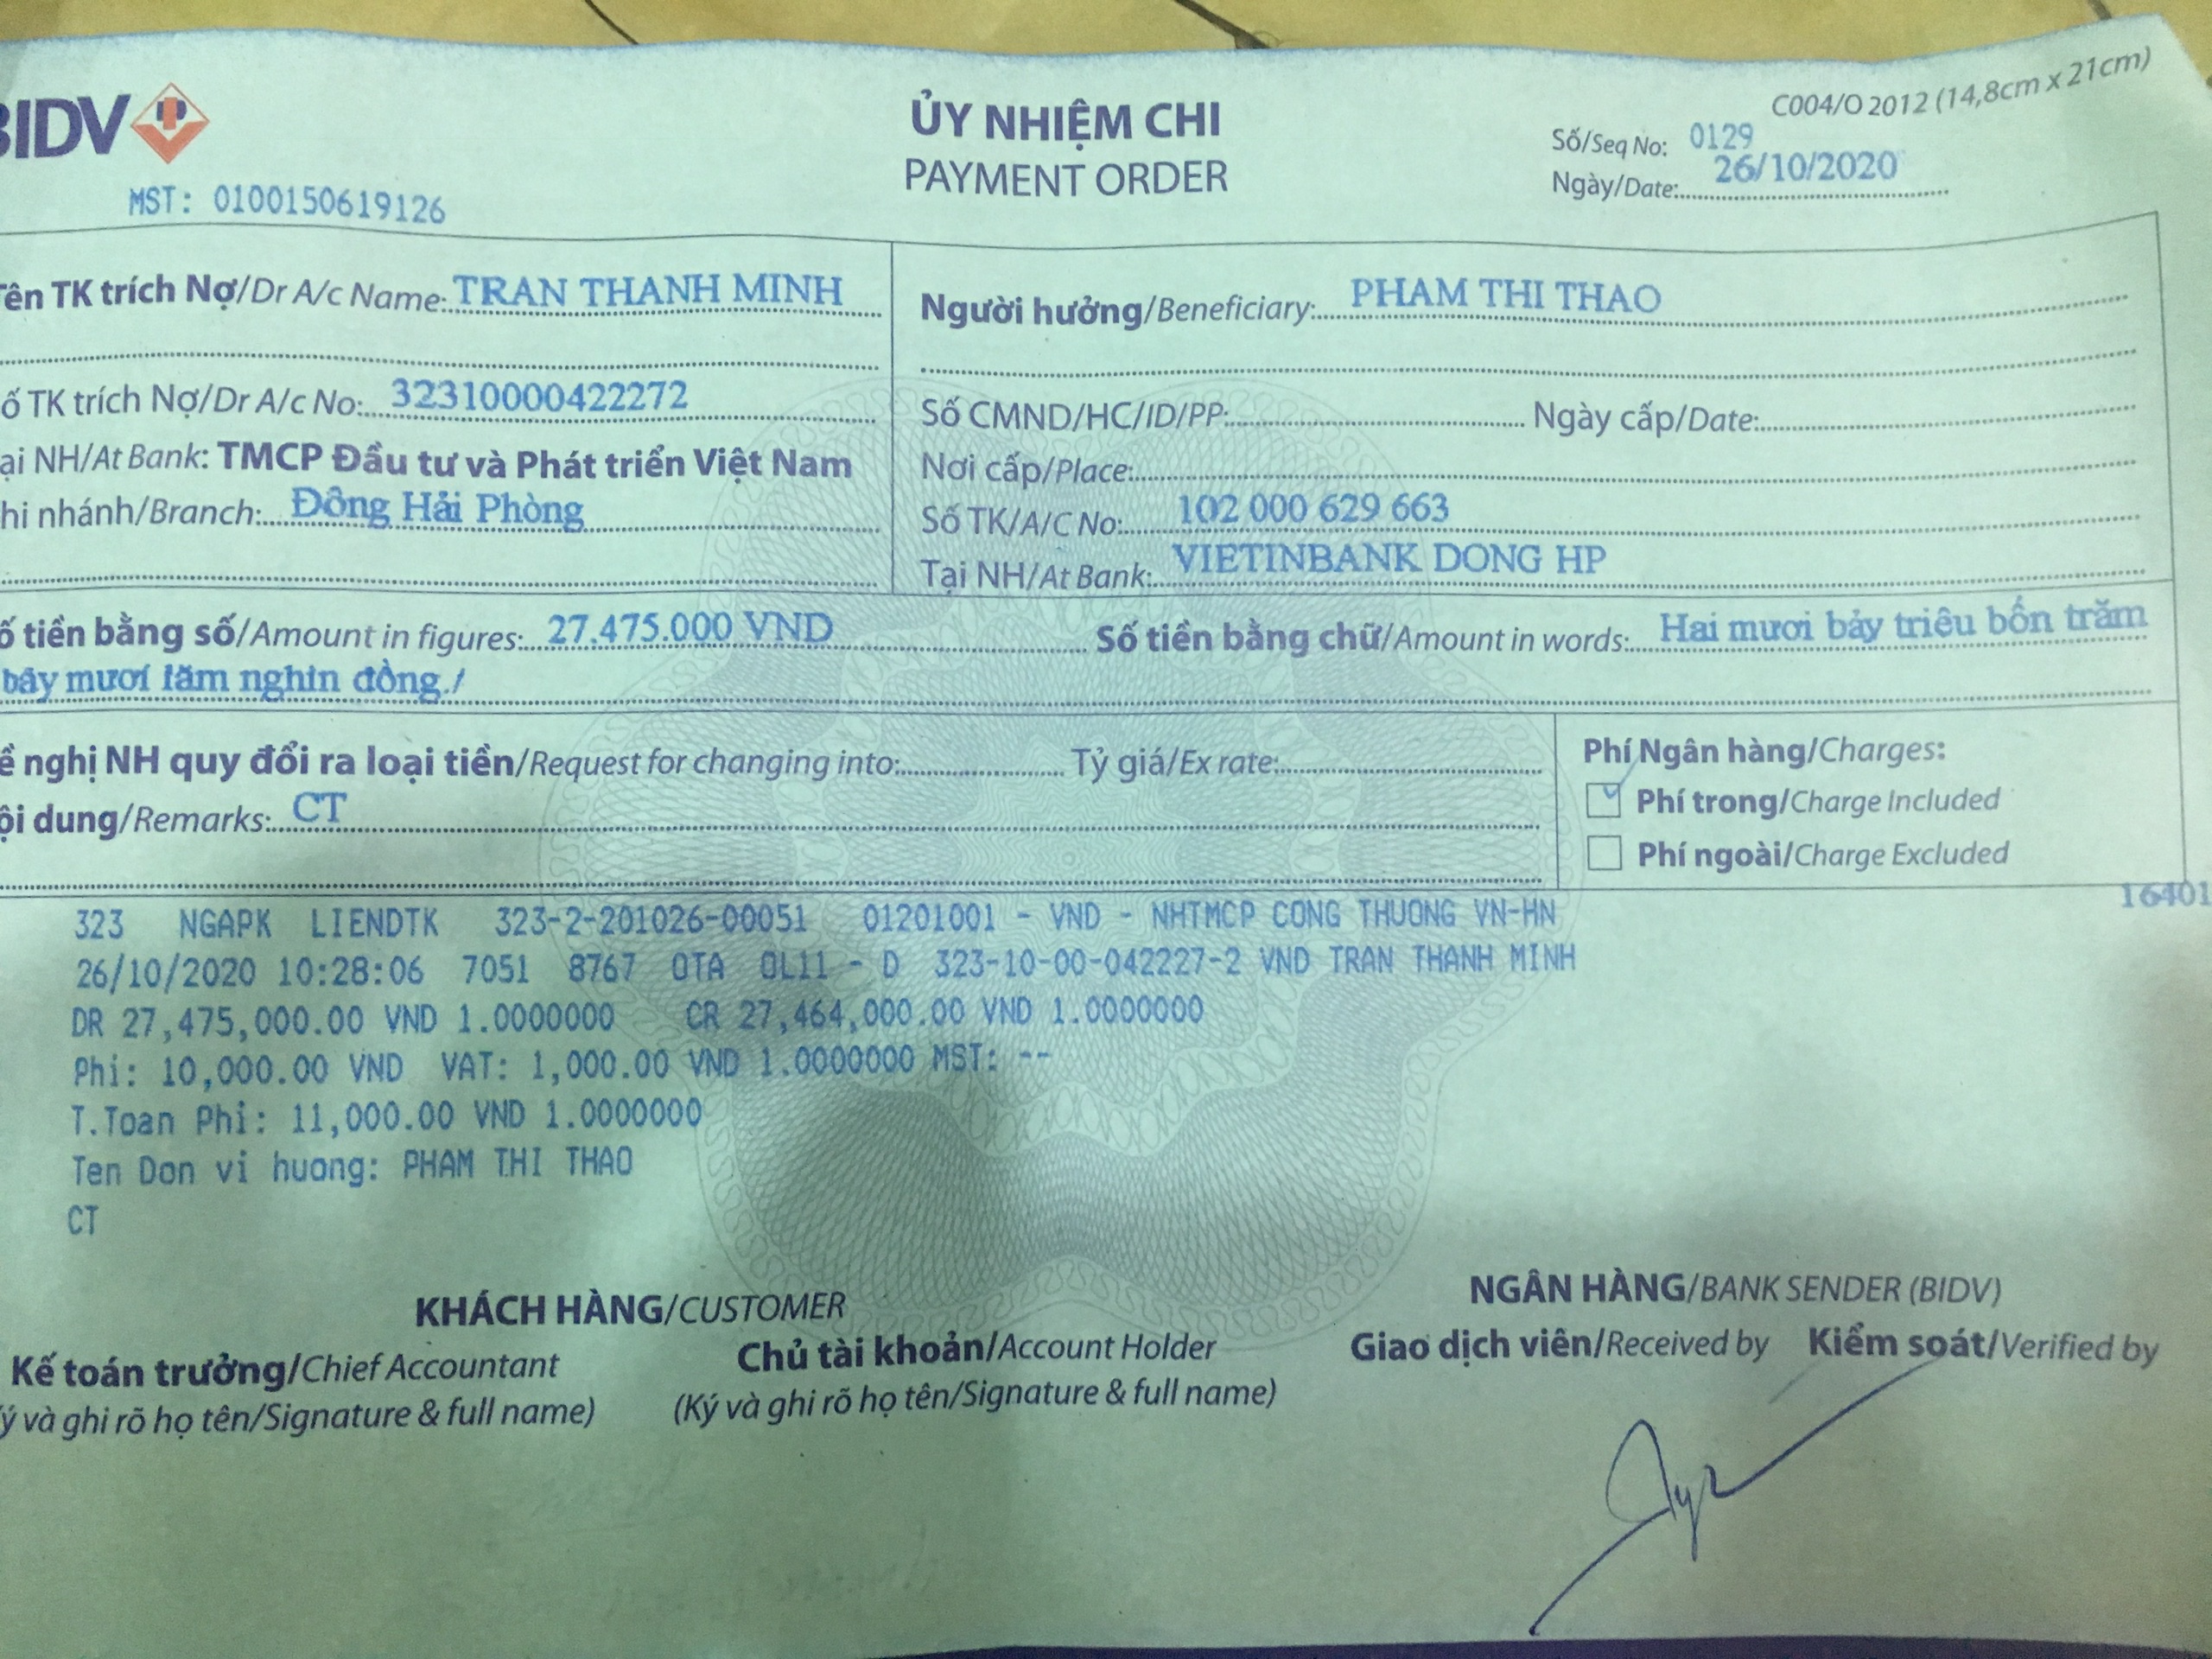 BIDV
ỦY NHIỆM CHI
PAYMENT ORDER
C004/O 2012 (14,8cm x 21cm)
Số/Seq No: 0129
Ngày/Date: 26/10/2020
MST: 0100150619126
Tên TK trích Nợ/Dr A/c Name: TRAN THANH MINH
Người hưởng/Beneficiary: PHAM THI THAO
ố TK trích Nợ/Dr A/c No: 32310000422272
Số CMND/HC/ID/PP: Ngày cấp/Date:
ại NH/At Bank: TMCP Đầu tư và Phát triển Việt Nam
Nơi cấp/Place:
hi nhánh/Branch: Đông Hải Phòng
Số TK/A/C No: 102 000 629 663
Tại NH/At Bank: VIETINBANK DONG HP
ố tiền bằng số/Amount in figures: 27.475.000 VND Số tiền bằng chữ/Amount in words: Hai mươi bảy triệu bốn trăm
bảy mươi lăm nghìn đồng./
ề nghị NH quy đổi ra loại tiền/Request for changing into: Tỷ giá/Ex rate:
ội dung/Remarks: CT
Phí Ngân hàng/Charges:
Phí trong/Charge Included
Phí ngoài/Charge Excluded
16401
323 NGAPK LIENDTK 323-2-201026-00051 01201001 - VND - NHTMCP CONG THUONG VN-HN
26/10/2020 10:28:06 7051 8767 OTA OL11 - D 323-10-00-042227-2 VND TRAN THANH MINH
DR 27,475,000.00 VND 1.0000000 CR 27,464,000.00 VND 1.0000000
Phi: 10,000.00 VND VAT: 1,000.00 VND 1.0000000 MST: --
T.Toan Phi: 11,000.00 VND 1.0000000
Ten Don vi huong: PHAM THI THAO
CT
KHÁCH HÀNG/CUSTOMER
NGÂN HÀNG/BANK SENDER (BIDV)
Kế toán trưởng/Chief Accountant
Chủ tài khoản/Account Holder
Giao dịch viên/Received by Kiểm soát/Verified by
ý và ghi rõ họ tên/Signature & full name)
(Ký và ghi rõ họ tên/Signature & full name)